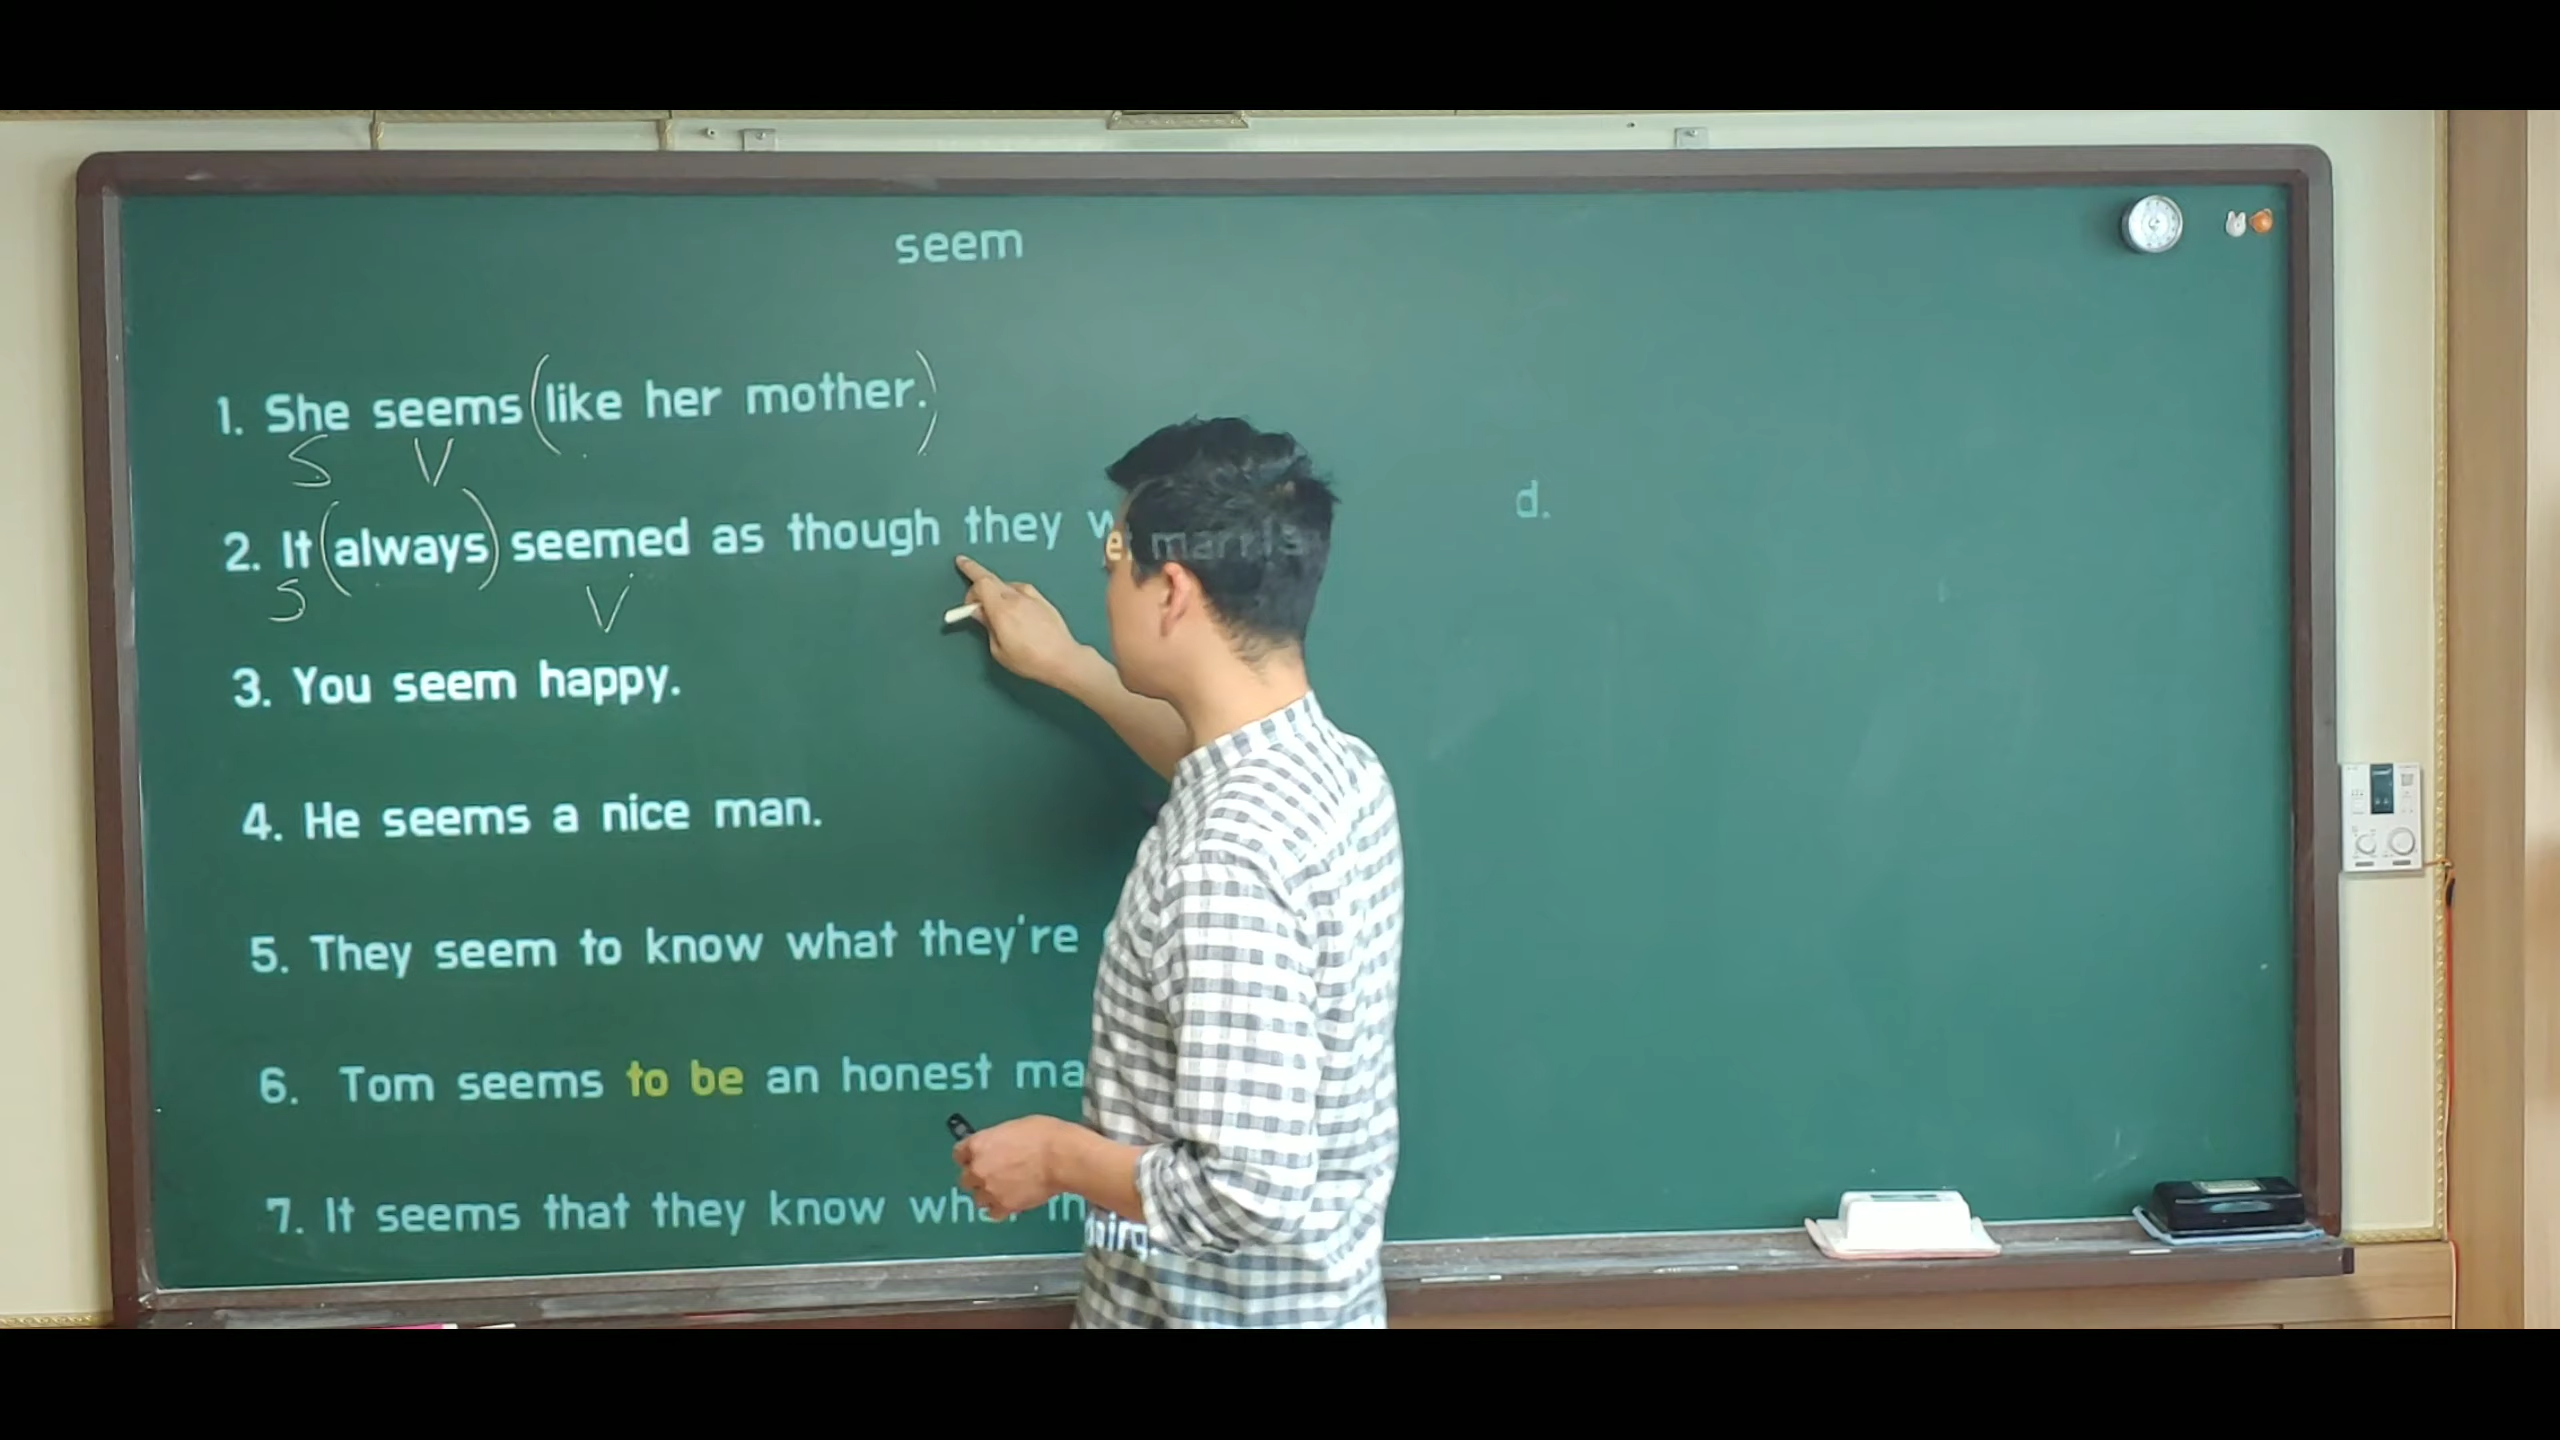 seem
1. She seems (like her mother.)
S V
2. It (always) seemed as though they d.
S V
3. You seem happy.
4. He seems a nice man.
5. They seem to know what they're
6. Tom seems to be an honest
7. It seems that they know what